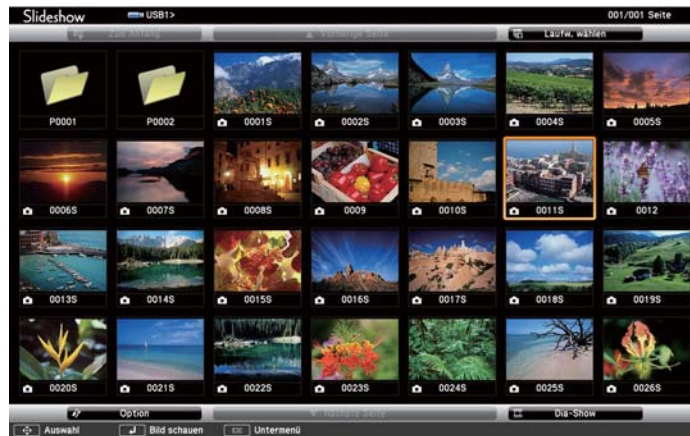 Slideshow USB1> 001/001 Seite
Zum Anfang Vorherige Seite Laufw. wählen
P0001 P0002 0001S 0002S 0003S 0004S 0005S
0006S 0007S 0008S 0009 0010S 0011S 0012
0013S 0014S 0015S 0016S 0017S 0018S 0019S
0020S 0021S 0022S 0023S 0024S 0025S 0026S
Option Nächste Seite Dia-Show
Auswahl Bild schauen Esc Untermenü